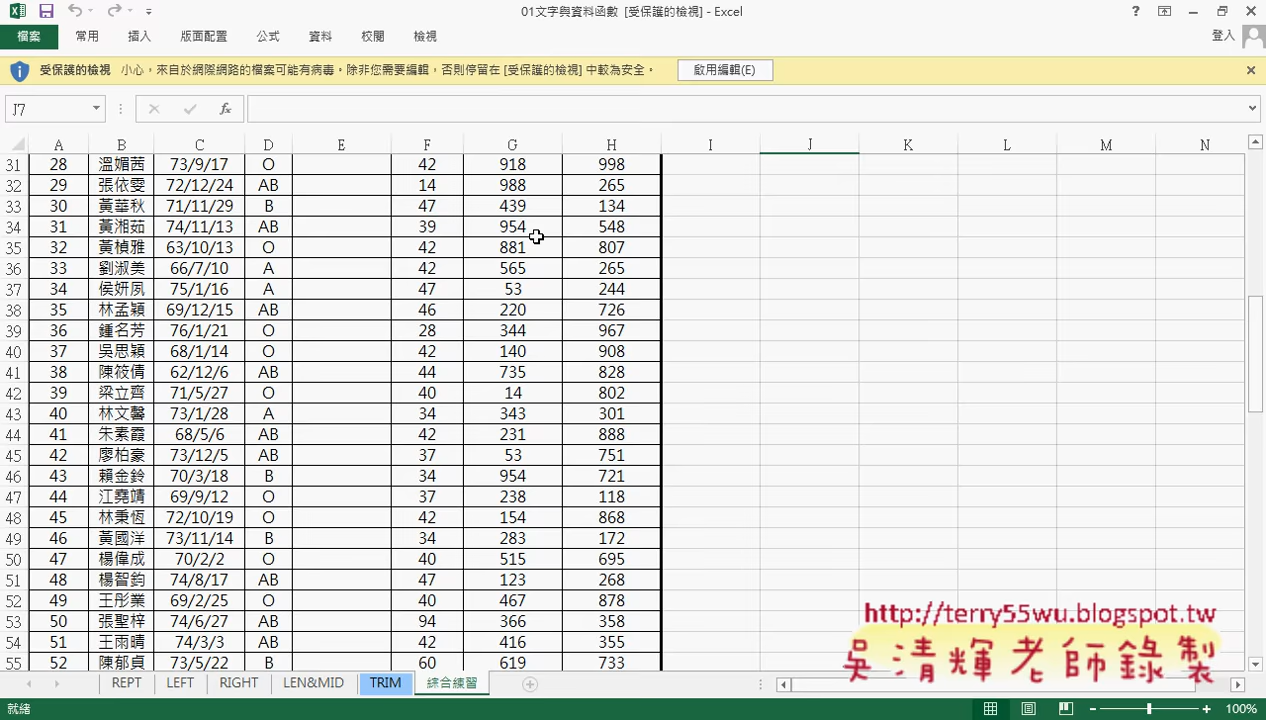 01文字與資料函數 [受保護的檢視] - Excel
檔案 常用 插入 版面配置 公式 資料 校閱 檢視 登入
受保護的檢視 小心，來自於網際網路的檔案可能有病毒。除非您需要編輯，否則停留在 [受保護的檢視] 中較為安全。 啟用編輯(E)
J7 fx
A B C D E F G H I J K L M N
31 28 溫媚茜 73/9/17 O 42 918 998
32 29 張依雯 72/12/24 AB 14 988 265
33 30 黃華秋 71/11/29 B 47 439 134
34 31 黃湘茹 74/11/13 AB 39 954 548
35 32 黃楨雅 63/10/13 O 42 881 807
36 33 劉淑美 66/7/10 A 42 565 265
37 34 侯妍夙 75/1/16 A 47 53 244
38 35 林孟穎 69/12/15 AB 46 220 726
39 36 鍾名芳 76/1/21 O 28 344 967
40 37 吳思穎 68/1/14 O 42 140 908
41 38 陳筱倩 62/12/6 AB 44 735 828
42 39 梁立齊 71/5/27 O 40 14 802
43 40 林文馨 73/1/28 A 34 343 301
44 41 朱素霞 68/5/6 AB 42 231 888
45 42 廖柏豪 73/12/5 AB 37 53 751
46 43 賴金鈴 70/3/18 B 34 954 721
47 44 江堯靖 69/9/12 O 37 238 118
48 45 林秉恆 72/10/19 O 42 154 868
49 46 黃國洋 73/11/14 B 34 283 172
50 47 楊偉成 70/2/2 O 40 515 695
51 48 楊智鈞 74/8/17 AB 47 123 268
52 49 王彤業 69/2/25 O 40 467 878
53 50 張聖梓 74/6/27 AB 94 366 358
54 51 王雨晴 74/3/3 AB 42 416 355
55 52 陳郁貞 73/5/22 B 60 619 733
http://terry55wu.blogspot.tw
吳清輝老師錄製
REPT LEFT RIGHT LEN&MID TRIM 綜合練習
就緒 100%